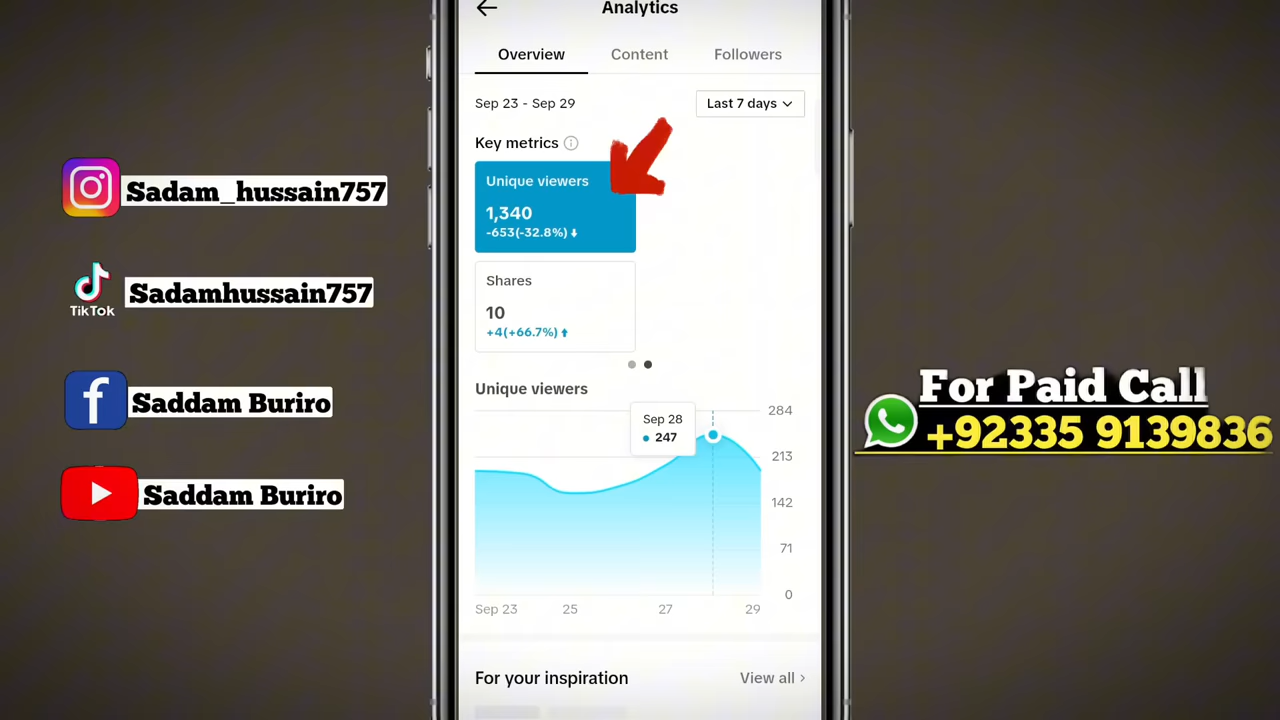 Analytics
Overview
Content
Followers
Sep 23 - Sep 29
Last 7 days
Key metrics
Unique viewers
1,340
-653(-32.8%)
Shares
10
+4(+66.7%)
Unique viewers
Sep 28
247
284
213
142
71
0
Sep 23
25
27
29
For your inspiration
View all
Sadam_hussain757
TikTok
Sadamhussain757
f
Saddam Buriro
Saddam Buriro
For Paid Call
+92335 9139836